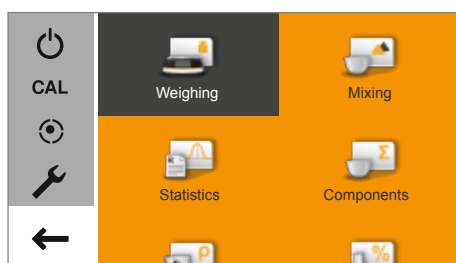 CAL
Weighing
Mixing
R
Σ
Statistics
Components
ρ
%